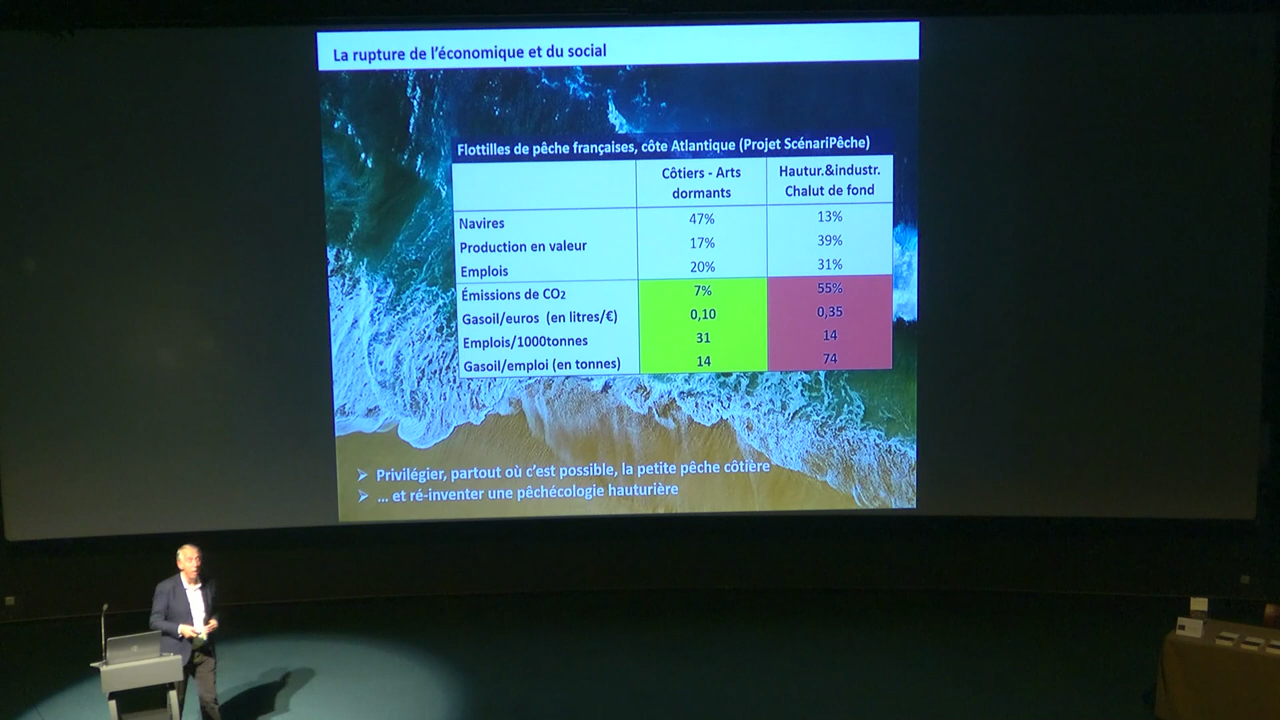 La rupture de l'économique et du social
Flottilles de pêche françaises, côte Atlantique (Projet ScénariPêche)
Côtiers - Arts dormants
Hautur.&industr. Chalut de fond
Navires 47% 13%
Production en valeur 17% 39%
Emplois 20% 31%
Émissions de CO2 7% 55%
Gasoil/euros (en litres/€) 0,10 0,35
Emplois/1000tonnes 31 14
Gasoil/emploi (en tonnes) 14 74
➢ Privilégier, partout où c'est possible, la petite pêche côtière
➢ ... et ré-inventer une pêchécologie hauturière